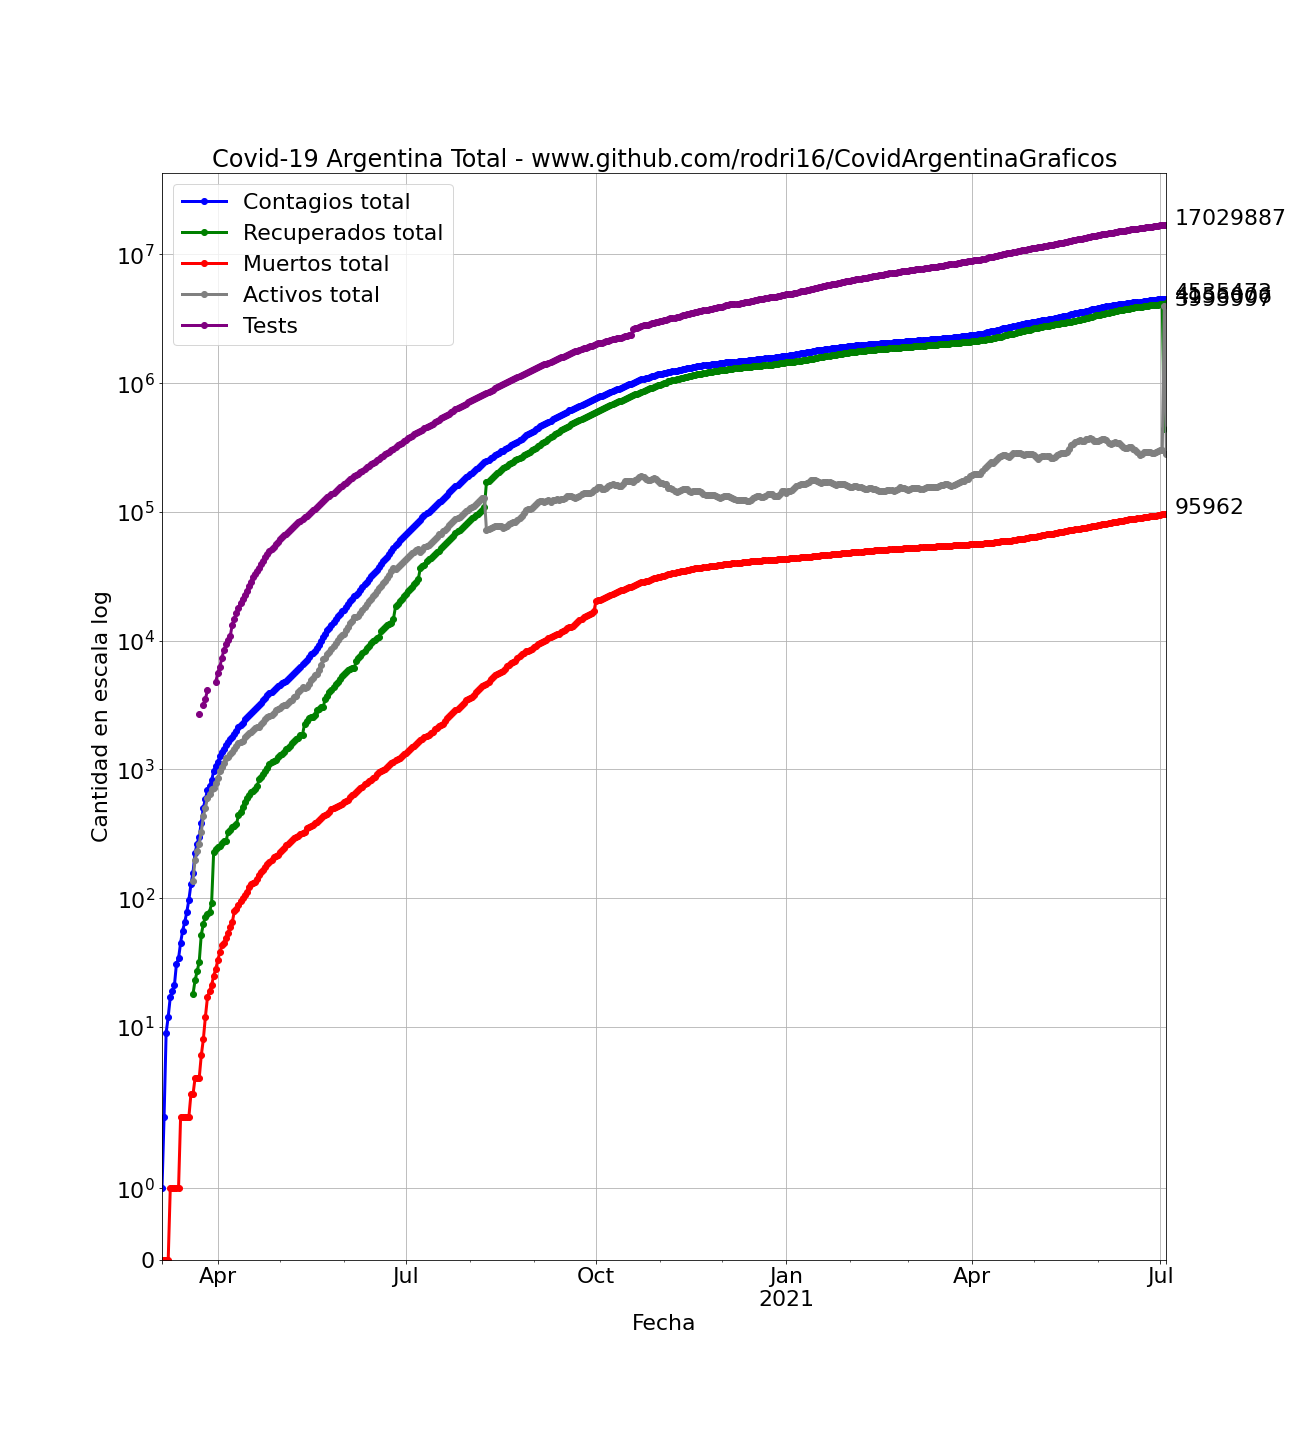 Covid-19 Argentina Total - www.github.com/rodri16/CovidArgentinaGraficos
Contagios total
Recuperados total
Muertos total
Activos total
Tests
17029887
4535473
95962
10^7
10^6
10^5
10^4
10^3
10^2
10^1
10^0
0
Cantidad en escala log
Apr
Jul
Oct
Jan
2021
Apr
Jul
Fecha